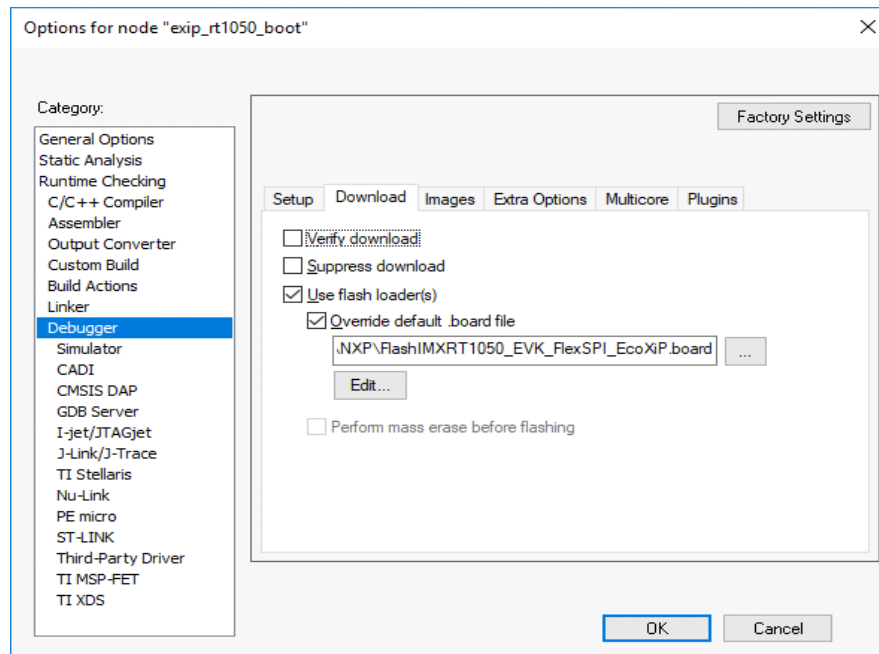 Options for node "exip_rt1050_boot"
Category:
General Options
Static Analysis
Runtime Checking
C/C++ Compiler
Assembler
Output Converter
Custom Build
Build Actions
Linker
Debugger
Simulator
CADI
CMSIS DAP
GDB Server
I-jet/JTAGjet
J-Link/J-Trace
TI Stellaris
Nu-Link
PE micro
ST-LINK
Third-Party Driver
TI MSP-FET
TI XDS
Factory Settings
Setup Download Images Extra Options Multicore Plugins
Verify download
Suppress download
Use flash loader(s)
Override default .board file
.NXP\FlashIMXRT1050_EVK_FlexSPI_EcoXiP.board ...
Edit...
Perform mass erase before flashing
OK Cancel